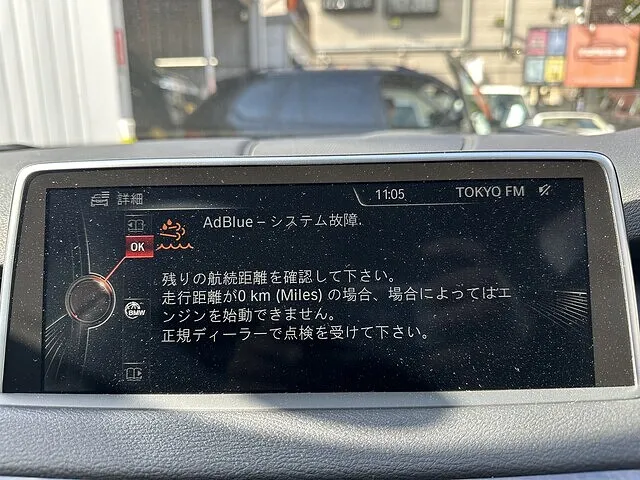 詳細
11:05
TOKYO FM
AdBlue – システム故障.
OK
残りの航続距離を確認して下さい。
走行距離が0 km (Miles) の場合、場合によってはエ
ンジンを始動できません。
BMW
正規ディーラーで点検を受けて下さい。